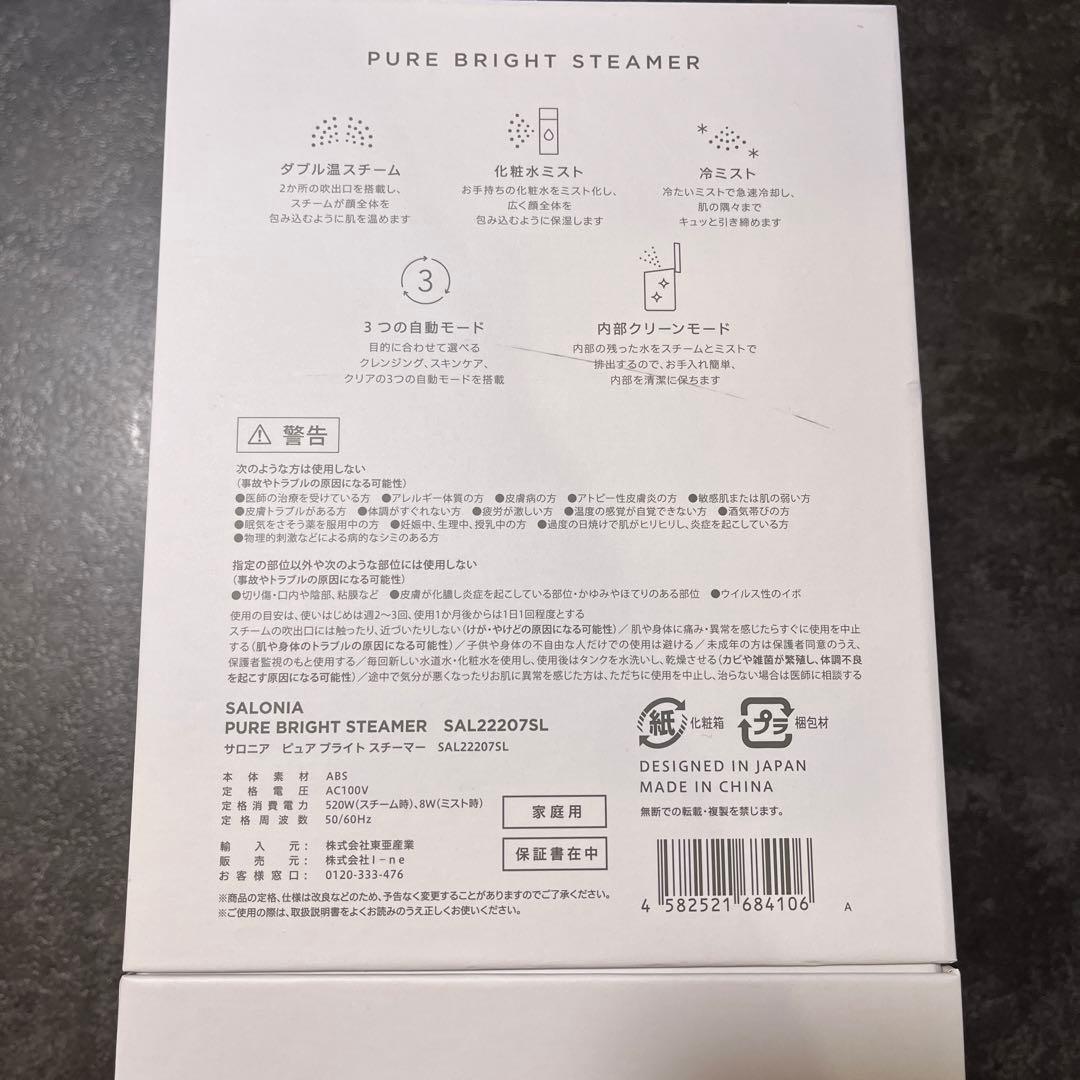 PURE BRIGHT STEAMER
ダブル温スチーム
2か所の吹出口を搭載し、
スチームが顔全体を
包み込むように肌を温めます
化粧水ミスト
お手持ちの化粧水をミスト化し、
広く顔全体を
包み込むように保湿します
冷ミスト
冷たいミストで急速冷却し、
肌の隅々まで
キュッと引き締めます
3
3つの自動モード
目的に合わせて選べる
クレンジング、スキンケア、
クリアの3つの自動モードを搭載
内部クリーンモード
内部の残った水をスチームとミストで
排出するので、お手入れ簡単、
内部を清潔に保ちます
警告
次のような方は使用しない
(事故やトラブルの原因になる可能性)
●医師の治療を受けている方 ●アレルギー体質の方 ●皮膚病の方 ●アトピー性皮膚炎の方 ●敏感肌または肌の弱い方
●皮膚トラブルがある方 ●体調がすぐれない方 ●疲労が激しい方 ●温度の感覚が自覚できない方 ●酒気帯びの方
●眠気をさそう薬を服用中の方 ●妊娠中、生理中、授乳中の方 ●過度の日焼けで肌がヒリヒリし、炎症を起こしている方
●物理的刺激などによる病的なシミのある方
指定の部位以外や次のような部位には使用しない
(事故やトラブルの原因になる可能性)
●切り傷・口内や陰部、粘膜など ●皮膚が化膿し炎症を起こしている部位・かゆみやほてりのある部位 ●ウイルス性のイボ
使用の目安は、使いはじめは週2〜3回、使用1か月後からは1日1回程度とする
スチームの吹出口には触ったり、近づいたりしない(けが・やけどの原因になる可能性)/肌や身体に痛み・異常を感じたらすぐに使用を中止
する(肌や身体のトラブルの原因になる可能性)/子供や身体の不自由な人だけでの使用は避ける/未成年の方は保護者同意のうえ、
保護者監視のもと使用する/毎回新しい水道水・化粧水を使用し、使用後はタンクを水洗いし、乾燥させる(カビや雑菌が繁殖し、体調不良
を起こす原因になる可能性)/途中で気分が悪くなったりお肌に異常を感じた方は、ただちに使用を中止し、治らない場合は医師に相談する
SALONIA
PURE BRIGHT STEAMER SAL22207SL
サロニア ピュア ブライト スチーマー SAL22207SL
本体素材 ABS
定格電圧 AC100V
定格消費電力 520W(スチーム時)、8W(ミスト時)
定格周波数 50/60Hz
輸入元: 株式会社東亜産業
販売元: 株式会社I-ne
お客様窓口: 0120-333-476
家庭用
保証書在中
※商品の定格、仕様は改良などのため、予告なく変更することがありますのでご了承ください。
※ご使用の際は、取扱説明書をよくお読みのうえ正しくお使いください。
紙 化粧箱
プラ 梱包材
DESIGNED IN JAPAN
MADE IN CHINA
無断での転載・複製を禁じます。
4 582521 684106 A